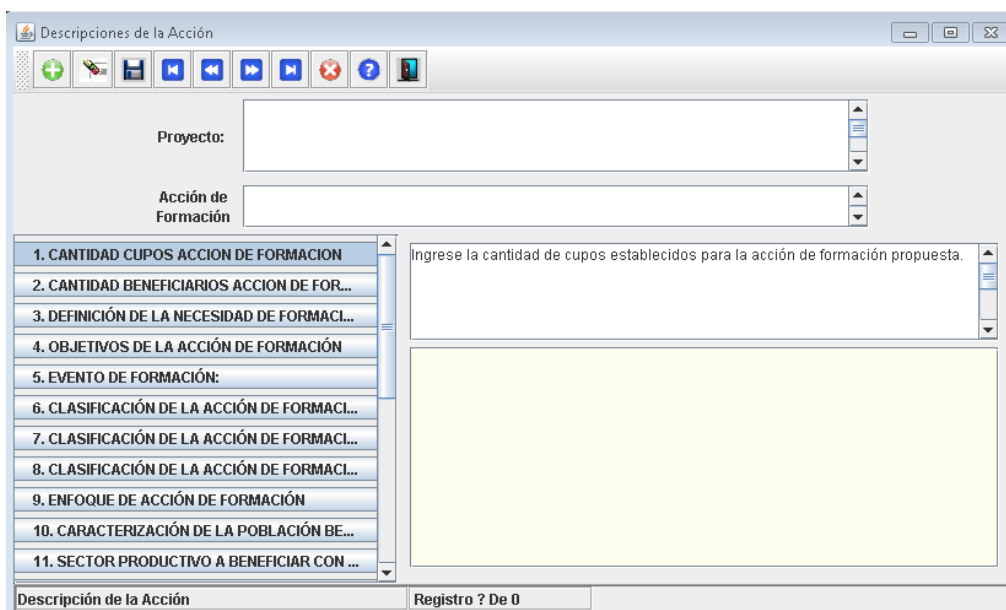 Descripciones de la Acción
Proyecto:
Acción de
Formación
1. CANTIDAD CUPOS ACCION DE FORMACION
2. CANTIDAD BENEFICIARIOS ACCION DE FOR...
3. DEFINICIÓN DE LA NECESIDAD DE FORMACI...
4. OBJETIVOS DE LA ACCIÓN DE FORMACIÓN
5. EVENTO DE FORMACIÓN:
6. CLASIFICACIÓN DE LA ACCIÓN DE FORMACI...
7. CLASIFICACIÓN DE LA ACCIÓN DE FORMACI...
8. CLASIFICACIÓN DE LA ACCIÓN DE FORMACI...
9. ENFOQUE DE ACCIÓN DE FORMACIÓN
10. CARACTERIZACIÓN DE LA POBLACIÓN BE...
11. SECTOR PRODUCTIVO A BENEFICIAR CON ...
Ingrese la cantidad de cupos establecidos para la acción de formación propuesta.
Descripción de la Acción
Registro ? De 0